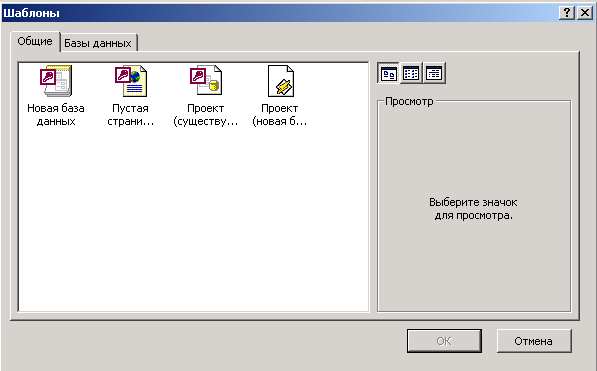 Шаблоны
Общие
Базы данных
Новая база
данных
Пустая
страни...
Проект
(существу...
Проект
(новая б...
Просмотр
Выберите значок
для просмотра.
OK
Отмена